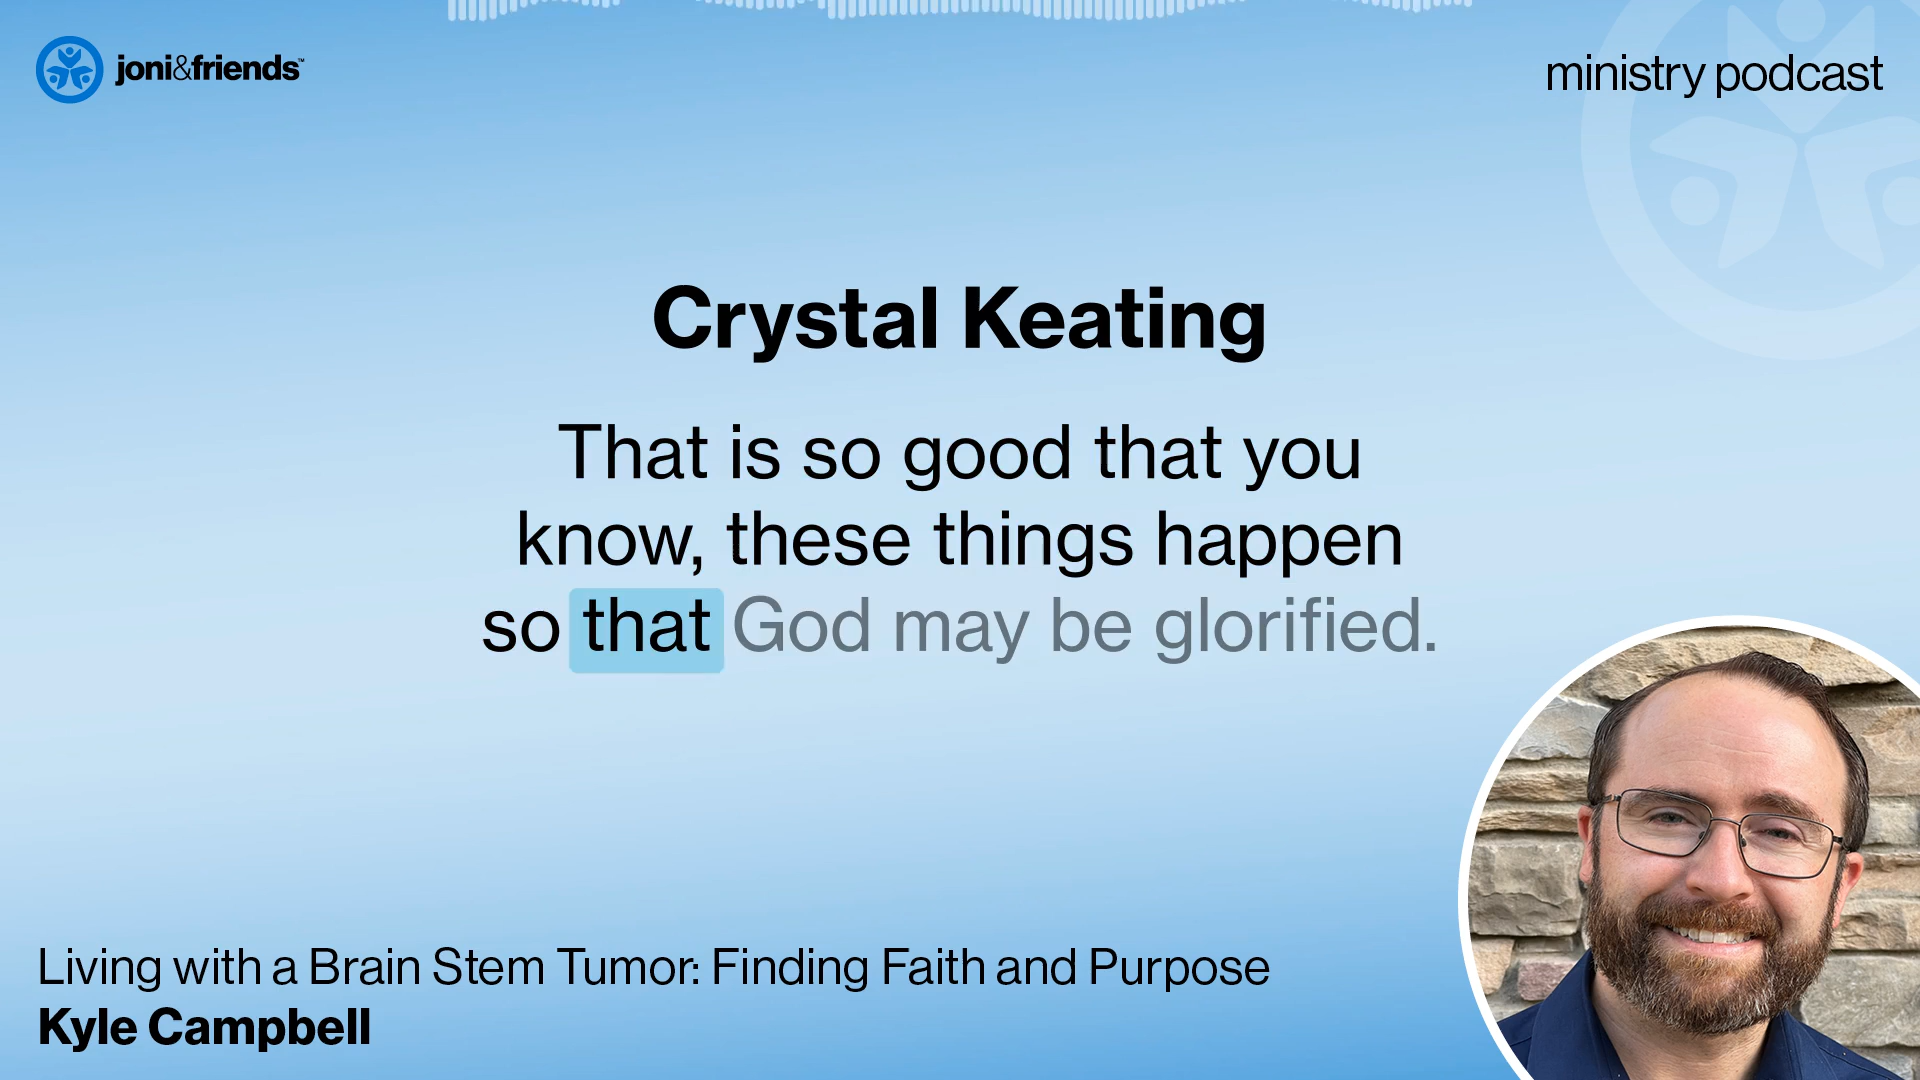 joni&friends™
ministry podcast
Crystal Keating
That is so good that you
know, these things happen
so that God may be glorified.
Living with a Brain Stem Tumor: Finding Faith and Purpose
Kyle Campbell